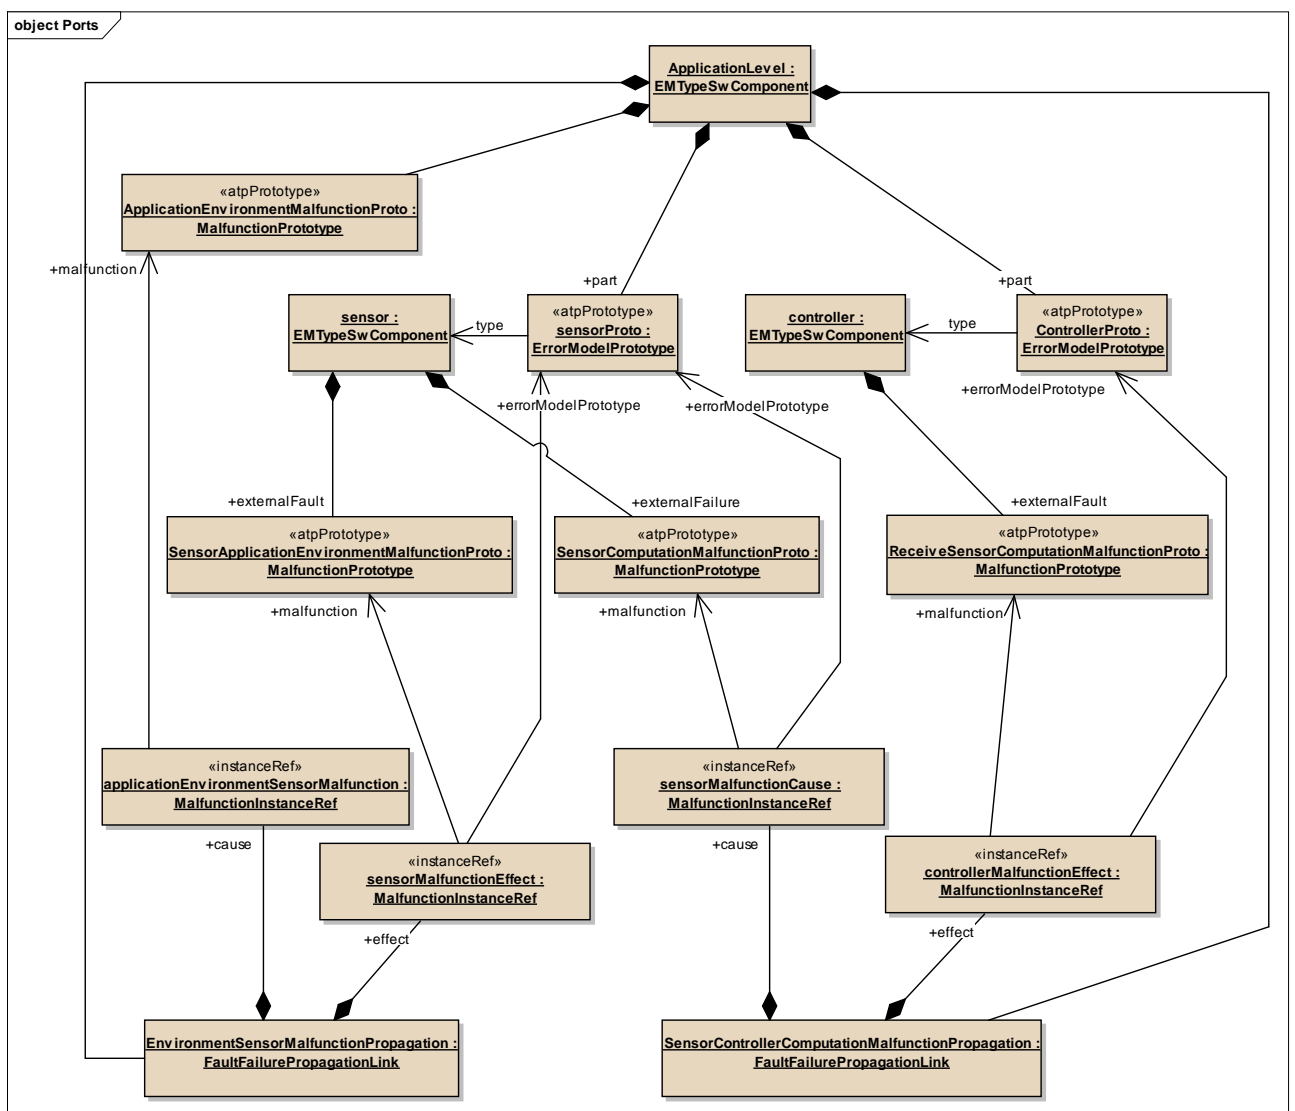 object Ports
ApplicationLevel :
EMTypeSwComponent
«atpPrototype»
ApplicationEnvironmentMalfunctionProto :
MalfunctionPrototype
+malfunction
+part
+part
sensor :
EMTypeSwComponent
type
«atpPrototype»
sensorProto :
ErrorModelPrototype
controller :
EMTypeSwComponent
type
«atpPrototype»
ControllerProto :
ErrorModelPrototype
+errorModelPrototype
+errorModelPrototype
+errorModelPrototype
+externalFault
+externalFailure
+externalFault
«atpPrototype»
SensorApplicationEnvironmentMalfunctionProto :
MalfunctionPrototype
«atpPrototype»
SensorComputationMalfunctionProto :
MalfunctionPrototype
«atpPrototype»
ReceiveSensorComputationMalfunctionProto :
MalfunctionPrototype
+malfunction
+malfunction
+malfunction
«instanceRef»
applicationEnvironmentSensorMalfunction :
MalfunctionInstanceRef
«instanceRef»
sensorMalfunctionCause :
MalfunctionInstanceRef
+cause
+cause
«instanceRef»
sensorMalfunctionEffect :
MalfunctionInstanceRef
«instanceRef»
controllerMalfunctionEffect :
MalfunctionInstanceRef
+effect
+effect
EnvironmentSensorMalfunctionPropagation :
FaultFailurePropagationLink
SensorControllerComputationMalfunctionPropagation :
FaultFailurePropagationLink